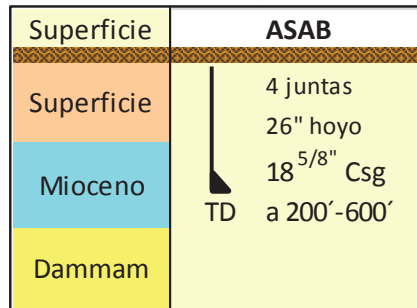 Superficie ASAB
Superficie
4 juntas
26" hoyo
Mioceno
18 5/8" Csg
TD a 200´-600´
Dammam